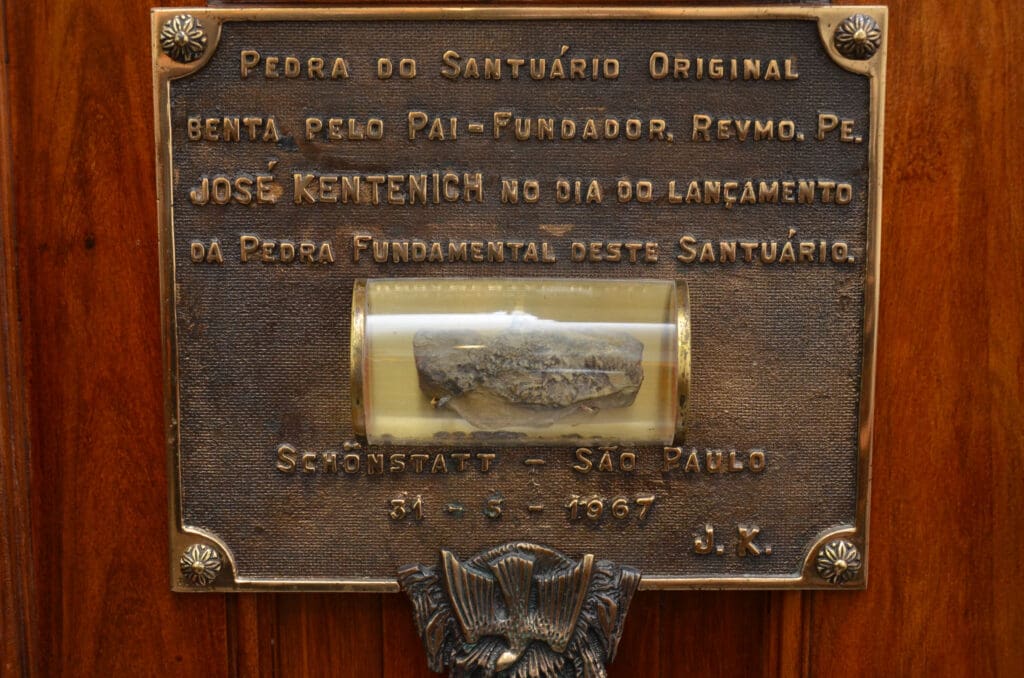 PEDRA DO SANTUÁRIO ORIGINAL
BENTA PELO PAI-FUNDADOR, REVMO. PE.
JOSÉ KENTENICH NO DIA DO LANÇAMENTO
DA PEDRA FUNDAMENTAL DESTE SANTUÁRIO.
SCHÖNSTATT - SÃO PAULO
31 - 5 - 1967
J. K.